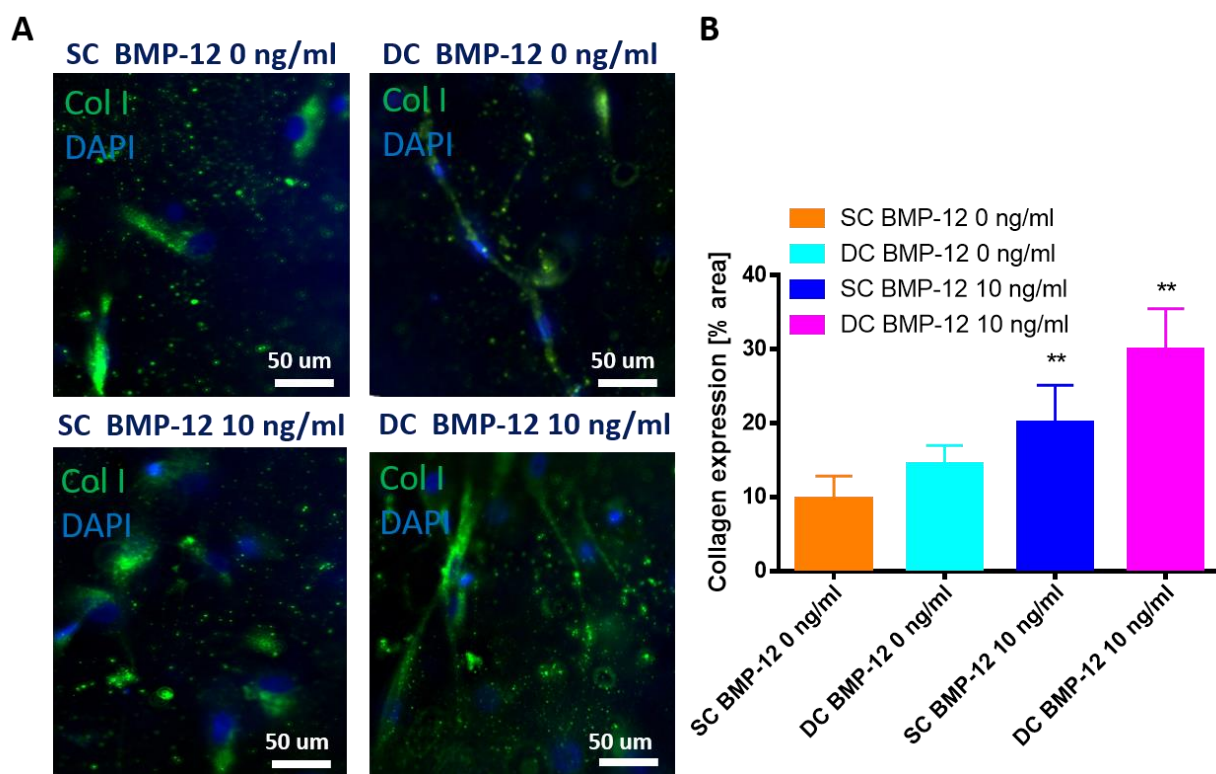 A
SC BMP-12 0 ng/ml
DC BMP-12 0 ng/ml
Col I
DAPI
50 um
Col I
DAPI
50 um
SC BMP-12 10 ng/ml
DC BMP-12 10 ng/ml
Col I
DAPI
50 um
Col I
DAPI
50 um
B
SC BMP-12 0 ng/ml
DC BMP-12 0 ng/ml
SC BMP-12 10 ng/ml
DC BMP-12 10 ng/ml
Collagen expression [% area]
40
30
20
10
0
**
**
SC BMP-12 0 ng/ml
DC BMP-12 0 ng/ml
SC BMP-12 10 ng/ml
DC BMP-12 10 ng/ml